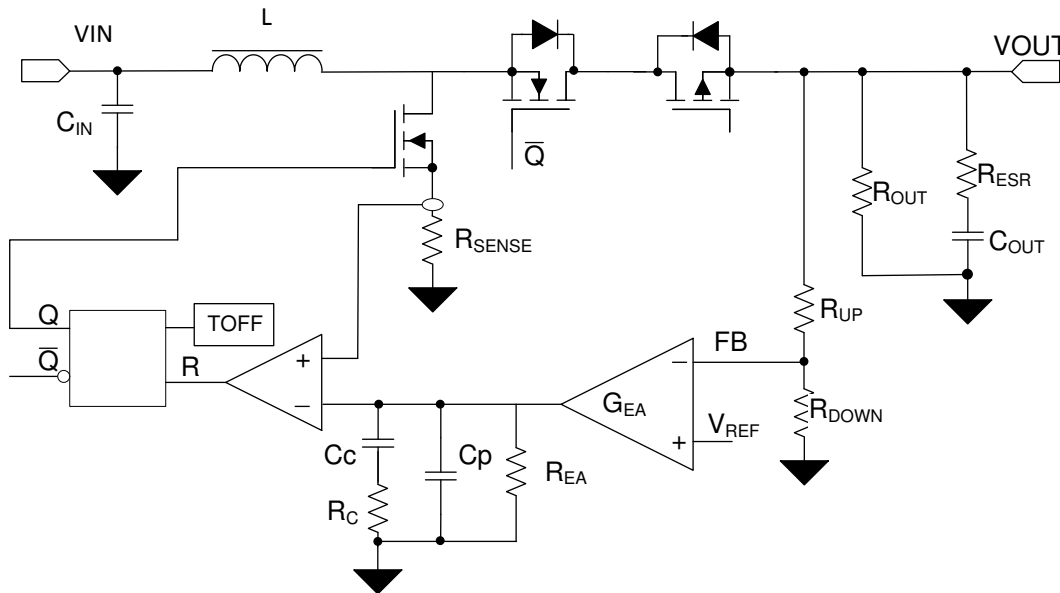 L
VIN
VOUT
CIN
Q̅
ROUT
RESR
COUT
RSENSE
Q
TOFF
RUP
Q̅
R
+
−
FB
−
GEA
+
VREF
RDOWN
Cc
Cp
REA
RC